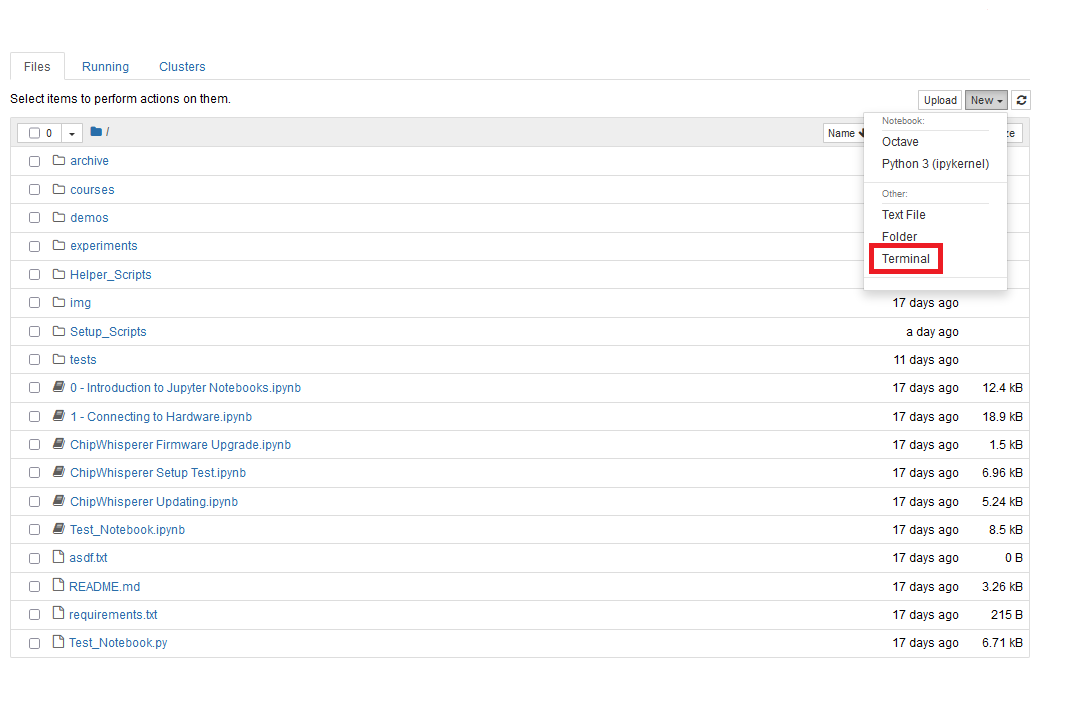 Files Running Clusters
Select items to perform actions on them.
Upload New
0 / Name ze
Notebook:
Octave
Python 3 (ipykernel)
Other:
Text File
Folder
Terminal
archive
courses
demos
experiments
Helper_Scripts
img 17 days ago
Setup_Scripts a day ago
tests 11 days ago
0 - Introduction to Jupyter Notebooks.ipynb 17 days ago 12.4 kB
1 - Connecting to Hardware.ipynb 17 days ago 18.9 kB
ChipWhisperer Firmware Upgrade.ipynb 17 days ago 1.5 kB
ChipWhisperer Setup Test.ipynb 17 days ago 6.96 kB
ChipWhisperer Updating.ipynb 17 days ago 5.24 kB
Test_Notebook.ipynb 17 days ago 8.5 kB
asdf.txt 17 days ago 0 B
README.md 17 days ago 3.26 kB
requirements.txt 17 days ago 215 B
Test_Notebook.py 17 days ago 6.71 kB